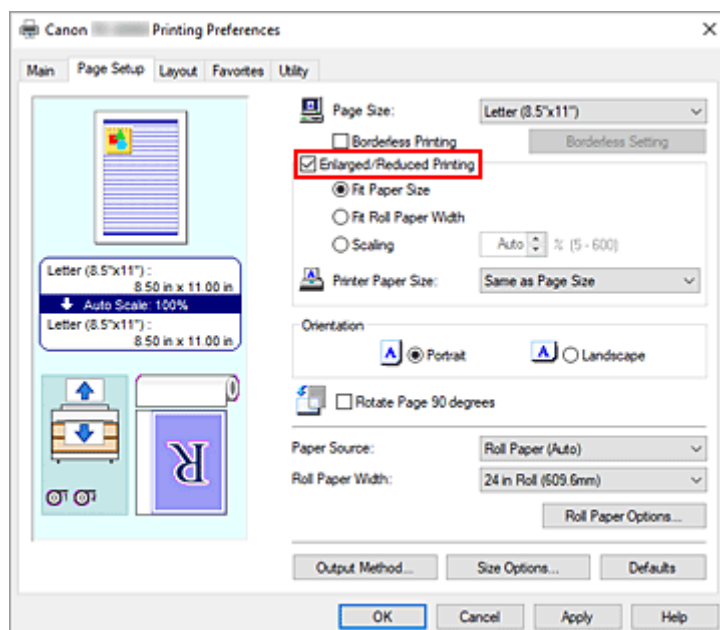 Canon Printing Preferences
Main Page Setup Layout Favorites Utility
Page Size: Letter (8.5"x11")
Borderless Printing Borderless Setting
Enlarged/Reduced Printing
Fit Paper Size
Fit Roll Paper Width
Scaling Auto % (5 - 600)
Printer Paper Size: Same as Page Size
Letter (8.5"x11") :
8.50 in x 11.00 in
Auto Scale: 100%
Letter (8.5"x11") :
8.50 in x 11.00 in
Orientation
A Portrait A Landscape
Rotate Page 90 degrees
R
Paper Source: Roll Paper (Auto)
Roll Paper Width: 24 in Roll (609.6mm)
Roll Paper Options...
Output Method... Size Options... Defaults
OK Cancel Apply Help